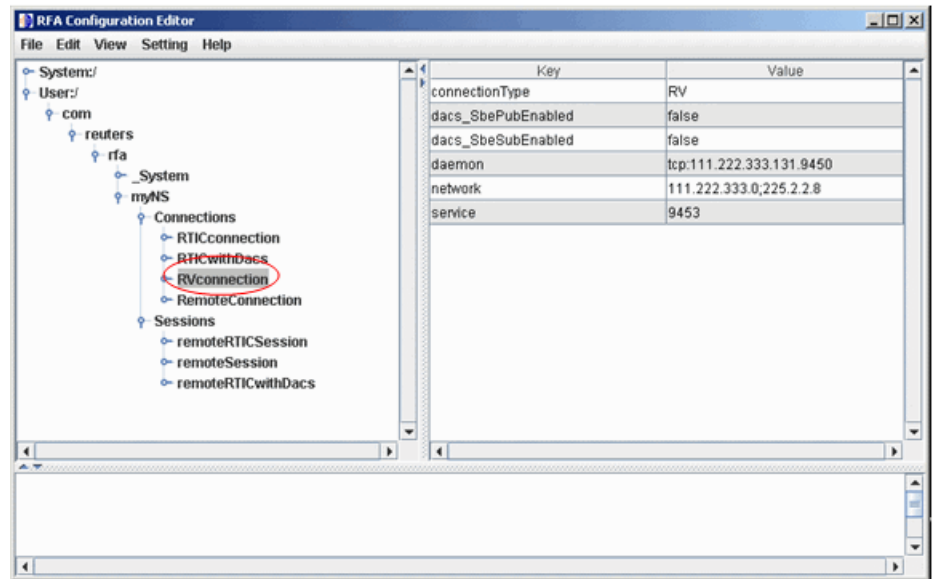 RFA Configuration Editor
File Edit View Setting Help
System:/
User:/
com
reuters
rfa
_System
myNS
Connections
RTICconnection
RTICwithDacs
RVconnection
RemoteConnection
Sessions
remoteRTICSession
remoteSession
remoteRTICwithDacs
Key Value
connectionType RV
dacs_SbePubEnabled false
dacs_SbeSubEnabled false
daemon tcp:111.222.333.131.9450
network 111.222.333.0;225.2.2.8
service 9453